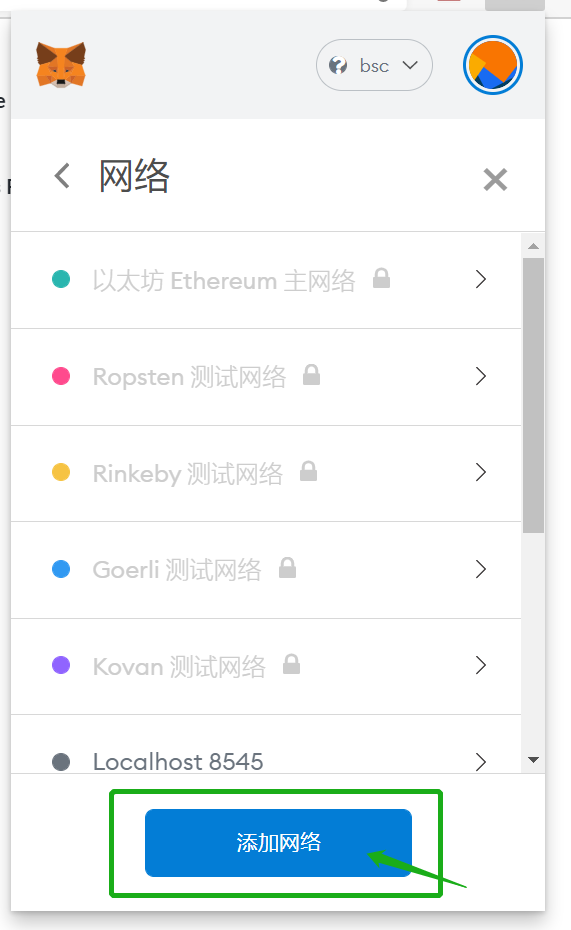 bsc
网络
以太坊 Ethereum 主网络
Ropsten 测试网络
Rinkeby 测试网络
Goerli 测试网络
Kovan 测试网络
Localhost 8545
添加网络